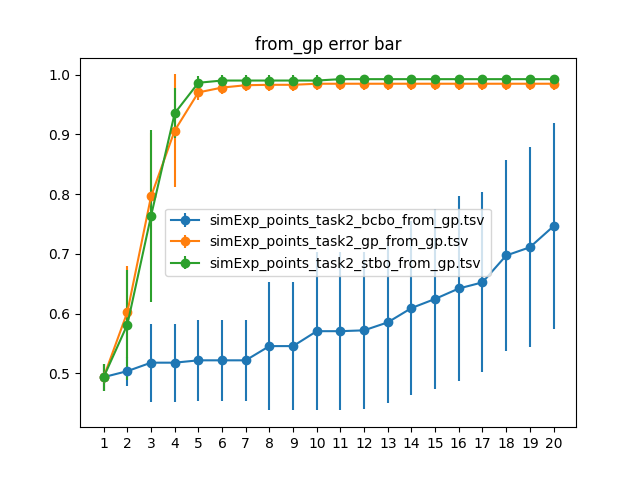 from_gp error bar
1.0
0.9
0.8
0.7
0.6
0.5
simExp_points_task2_bcbo_from_gp.tsv
simExp_points_task2_gp_from_gp.tsv
simExp_points_task2_stbo_from_gp.tsv
1 2 3 4 5 6 7 8 9 10 11 12 13 14 15 16 17 18 19 20